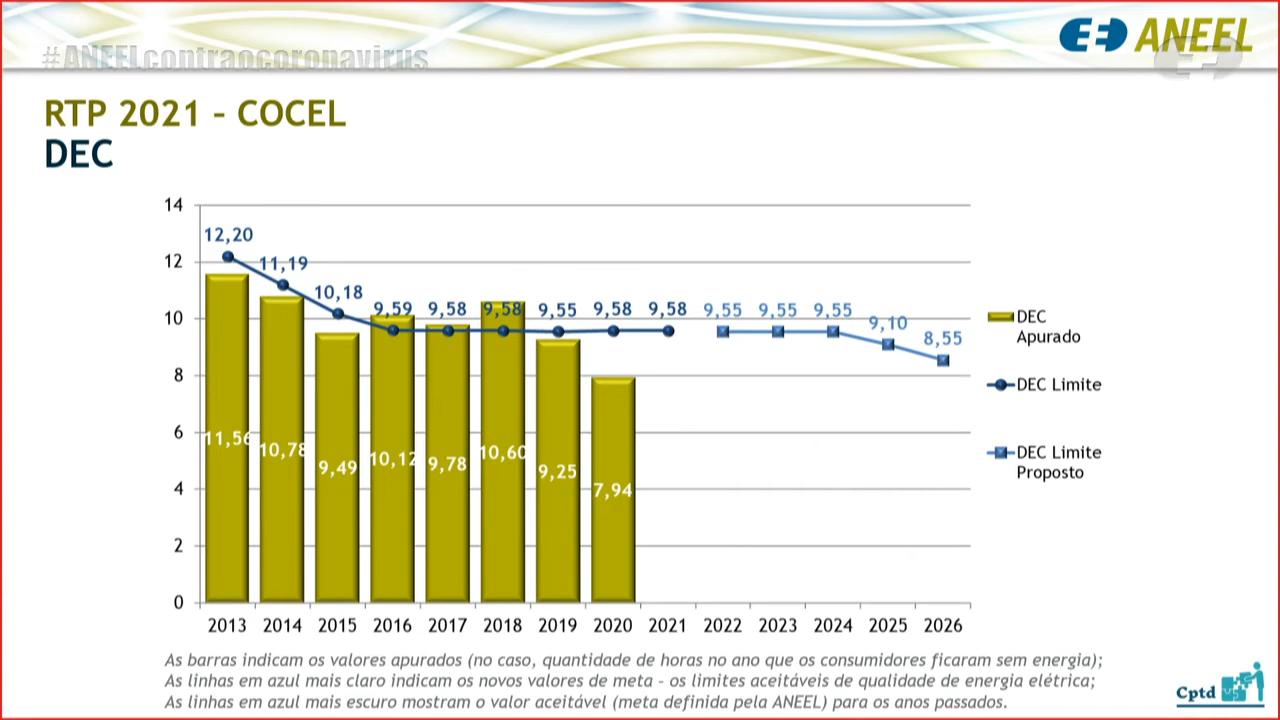 #ANEELcontraocoronavirus
ANEEL
RTP 2021 – COCEL
DEC
14
12
10
8
6
4
2
0
12,20
11,19
10,18
9,59
9,58
9,58
9,55
9,58
9,58
9,55
9,55
9,55
9,10
8,55
11,56
10,78
9,49
10,12
9,78
10,60
9,25
7,94
2013 2014 2015 2016 2017 2018 2019 2020 2021 2022 2023 2024 2025 2026
DEC
Apurado
DEC Limite
DEC Limite
Proposto
As barras indicam os valores apurados (no caso, quantidade de horas no ano que os consumidores ficaram sem energia);
As linhas em azul mais claro indicam os novos valores de meta – os limites aceitáveis de qualidade de energia elétrica;
As linhas em azul mais escuro mostram o valor aceitável (meta definida pela ANEEL) para os anos passados.
Cptd